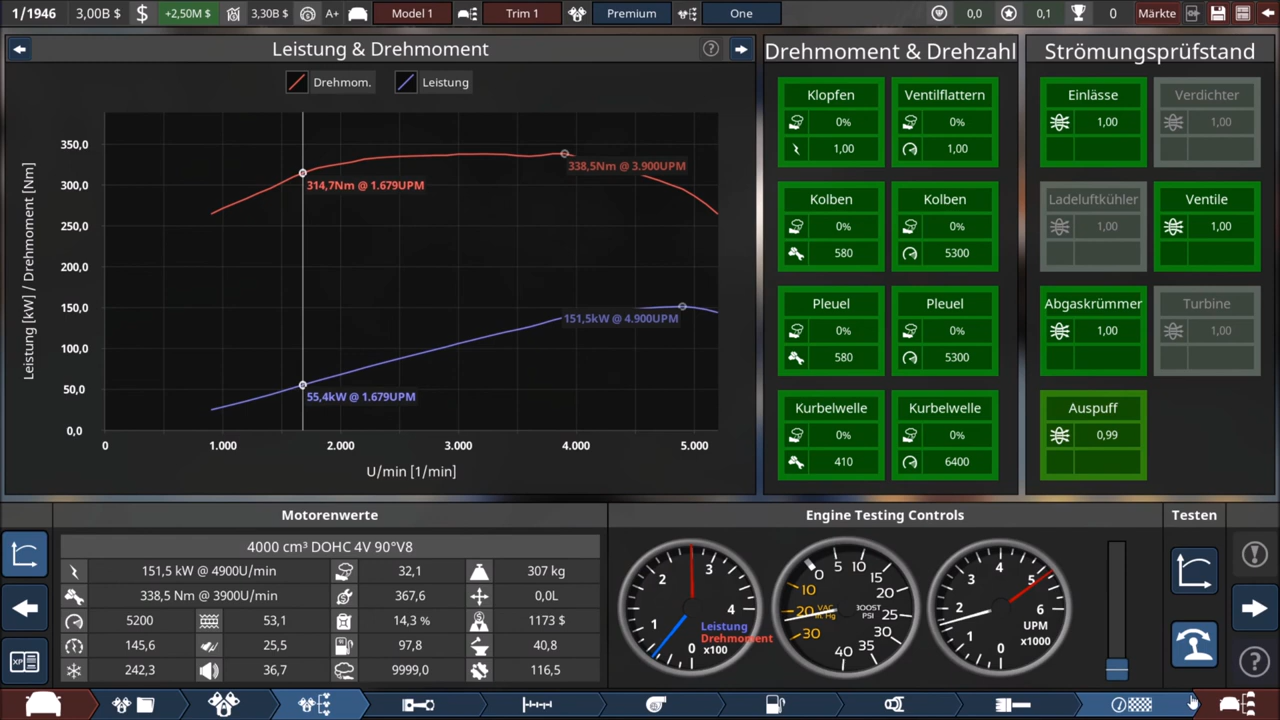 1/1946 3,00B $ +2,50M $ 3,30B $ A+ Model 1 Trim 1 Premium One 0,0 0,1 0 Märkte
Leistung & Drehmoment
?
Drehmom. Leistung
Leistung [kW] / Drehmoment [Nm]
350,0
300,0
250,0
200,0
150,0
100,0
50,0
0,0
338,5Nm @ 3.900UPM
314,7Nm @ 1.679UPM
151,5kW @ 4.900UPM
55,4kW @ 1.679UPM
0 1.000 2.000 3.000 4.000 5.000
U/min [1/min]
Drehmoment & Drehzahl
Klopfen
0%
1,00
Ventilflattern
0%
1,00
Kolben
0%
580
Kolben
0%
5300
Pleuel
0%
580
Pleuel
0%
5300
Kurbelwelle
0%
410
Kurbelwelle
0%
6400
Strömungsprüfstand
Einlässe
1,00
Verdichter
1,00
Ladeluftkühler
1,00
Ventile
1,00
Abgaskrümmer
1,00
Turbine
1,00
Auspuff
0,99
Motorenwerte
4000 cm³ DOHC 4V 90°V8
151,5 kW @ 4900U/min 32,1 307 kg
338,5 Nm @ 3900U/min 367,6 0,0L
5200 53,1 14,3 % 1173 $
145,6 25,5 97,8 40,8
242,3 36,7 9999,0 116,5
XP
Engine Testing Controls
0 1 2 3 4
Leistung
Drehmoment
x100
30 20 10 0 5 10 15 20 25 30 35 40
VAC
in. Hg
BOOST
PSI
0 1 2 3 4 5 6
UPM
x1000
Testen
!
?